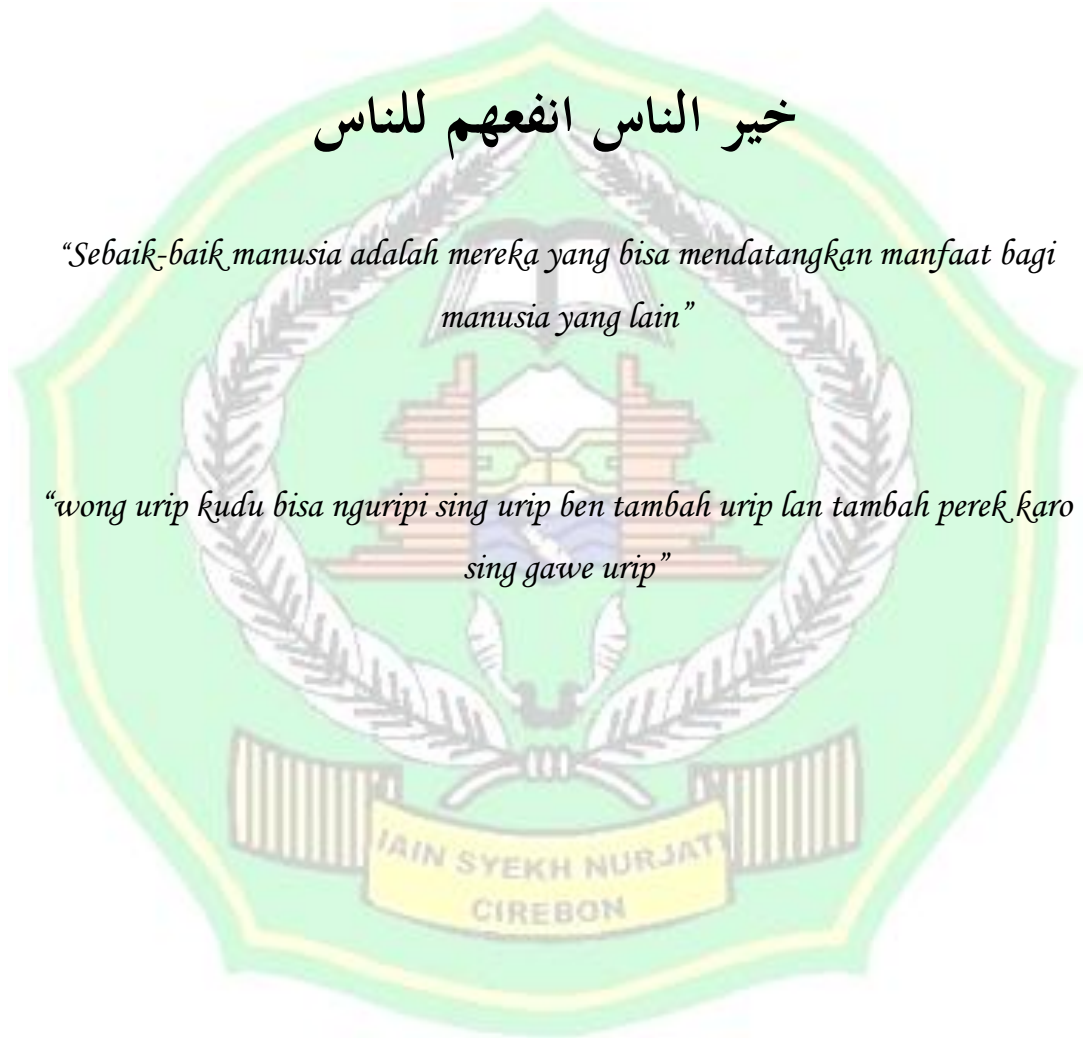 خير الناس انفعهم للناس
“Sebaik-baik manusia adalah mereka yang bisa mendatangkan manfaat bagi
manusia yang lain”
“wong urip kudu bisa nguripi sing urip ben tambah urip lan tambah perek karo
sing gawe urip”
IAIN SYEKH NURJATI
CIREBON